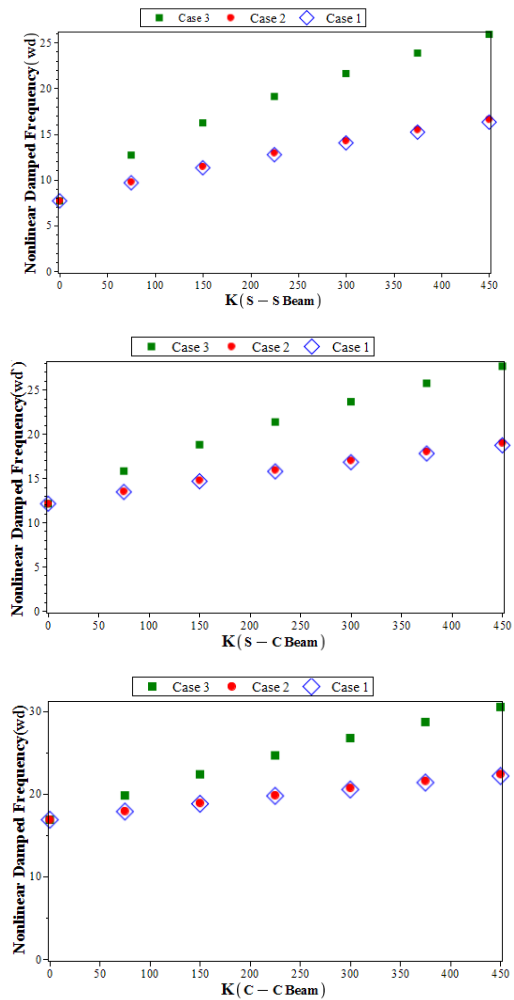 Case 3 Case 2 Case 1
25
20
15
10
5
0
Nonlinear Damped Frequency(wd)
0 50 100 150 200 250 300 350 400 450
K(S − S Beam)
Case 3 Case 2 Case 1
25
20
15
10
5
0
Nonlinear Damped Frequency(wd)
0 50 100 150 200 250 300 350 400 450
K(S − C Beam)
Case 3 Case 2 Case 1
30
20
10
0
Nonlinear Damped Frequency(wd)
0 50 100 150 200 250 300 350 400 450
K(C − C Beam)